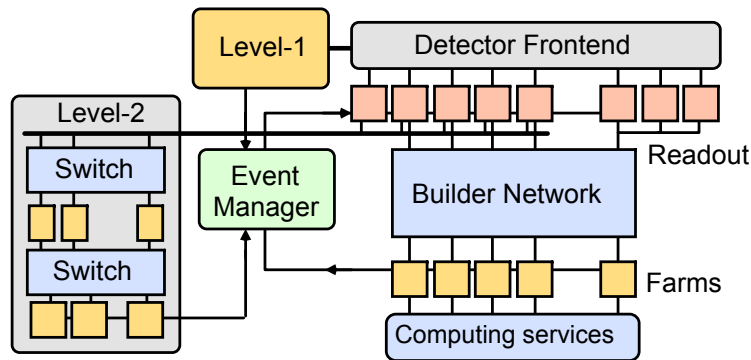 Level-1
Detector Frontend
Level-2
Switch
Event
Manager
Readout
Builder Network
Switch
Farms
Computing services